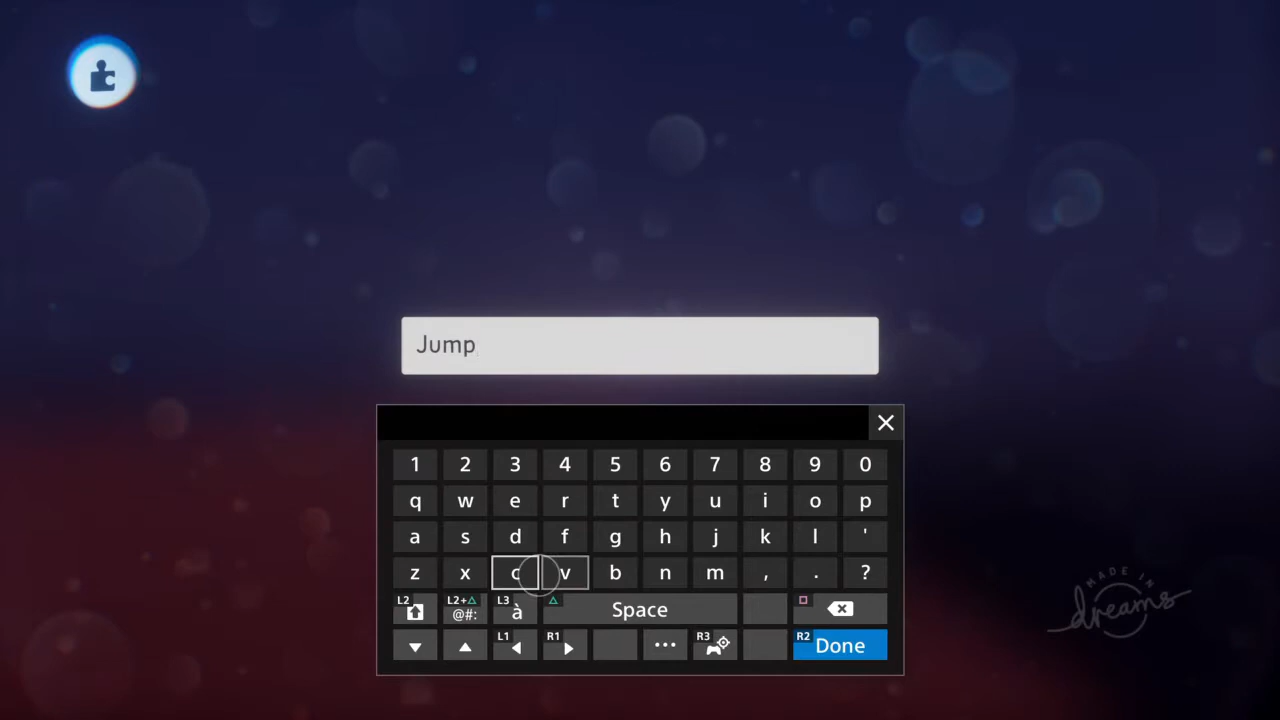 Jump
1 2 3 4 5 6 7 8 9 0
q w e r t y u i o p
a s d f g h j k l '
z x c v b n m , . ?
L2 L2+△ @#: L3 à △ Space
L1 R1 ... R3 R2 Done
MADE IN
dreams